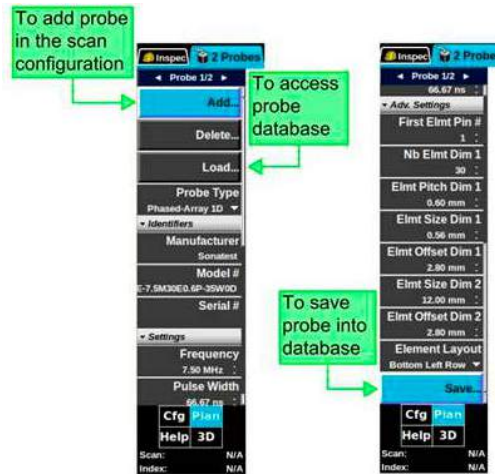 To add probe
in the scan
configuration
Inspec
2 Probes
◄ Probe 1/2 ►
Add...
Delete...
Load...
Probe Type
Phased-Array 1D
Identifiers
Manufacturer
Sonatest
Model #
E-7.5M30E0.6P-35W0D
Serial #
Settings
Frequency
7.50 MHz
Pulse Width
66.67 ns
Cfg Plan
Help 3D
Scan: N/A
Index: N/A
To access
probe
database
To save
probe into
database
Inspec
2 Probe
◄ Probe 1/2 ►
66.67 ns
Adv. Settings
First Elmt Pin #
1
Nb Elmt Dim 1
30
Elmt Pitch Dim 1
0.60 mm
Elmt Size Dim 1
0.56 mm
Elmt Offset Dim 1
2.80 mm
Elmt Size Dim 2
12.00 mm
Elmt Offset Dim 2
2.80 mm
Element Layout
Bottom Left Row
Save...
Cfg Plan
Help 3D
Scan: N/A
Index: N/A